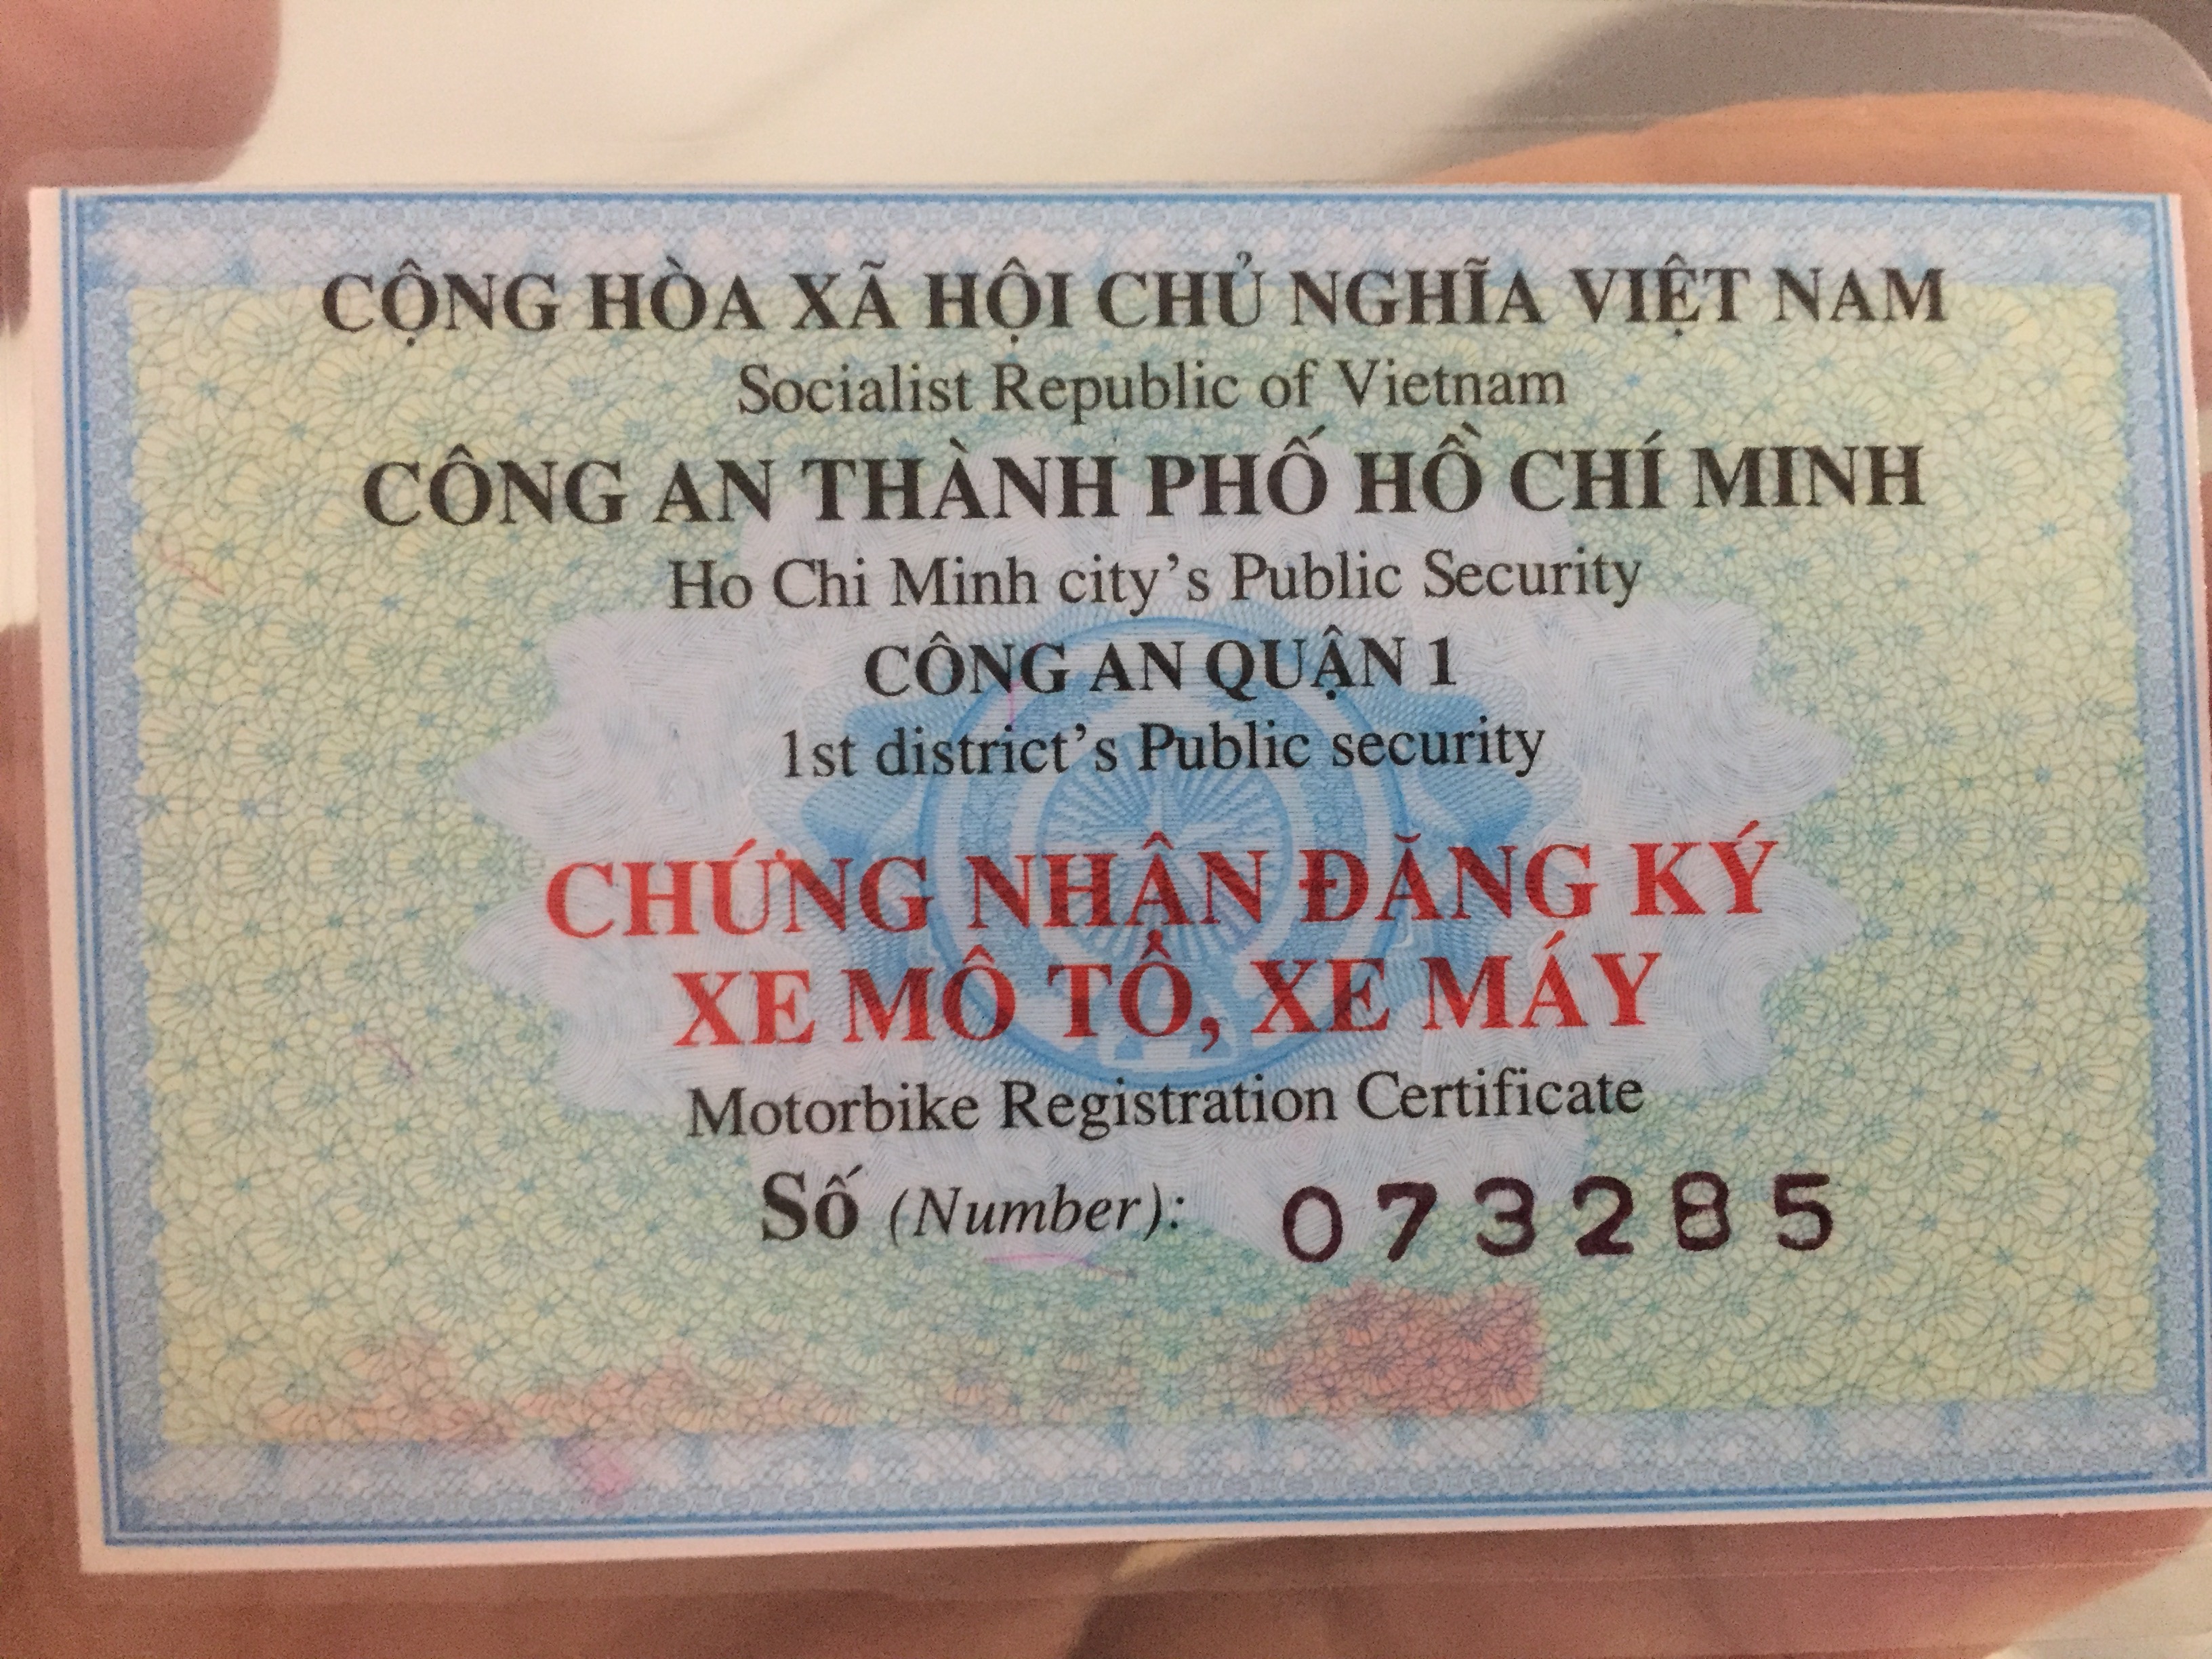 CỘNG HÒA XÃ HỘI CHỦ NGHĨA VIỆT NAM
Socialist Republic of Vietnam
CÔNG AN THÀNH PHỐ HỒ CHÍ MINH
Ho Chi Minh city's Public Security
CÔNG AN QUẬN 1
1st district's Public security
CHỨNG NHẬN ĐĂNG KÝ
XE MÔ TÔ, XE MÁY
Motorbike Registration Certificate
Số (Number): 073285